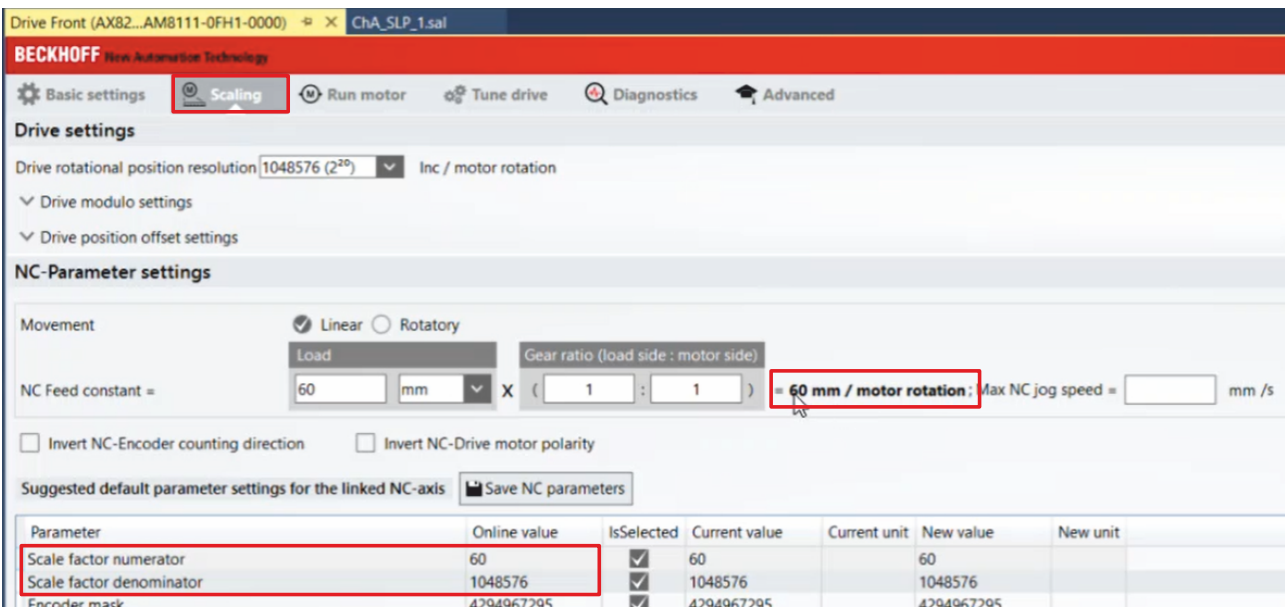 Drive Front (AX82...AM8111-0FH1-0000) ChA_SLP_1.sal
BECKHOFF New Automation Technology
Basic settings Scaling Run motor Tune drive Diagnostics Advanced
Drive settings
Drive rotational position resolution 1048576 (2²⁰) Inc / motor rotation
Drive modulo settings
Drive position offset settings
NC-Parameter settings
Movement Linear Rotatory
Load Gear ratio (load side : motor side)
NC Feed constant = 60 mm X ( 1 : 1 ) = 60 mm / motor rotation ; Max NC jog speed = mm /s
Invert NC-Encoder counting direction Invert NC-Drive motor polarity
Suggested default parameter settings for the linked NC-axis Save NC parameters
Parameter Online value IsSelected Current value Current unit New value New unit
Scale factor numerator 60 60 60
Scale factor denominator 1048576 1048576 1048576
Encoder mask 4294967295 4294967295 4294967295